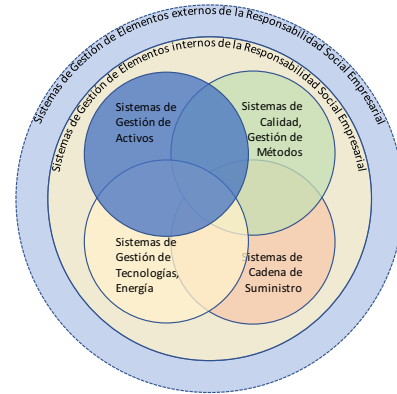 Sistemas de Gestión de Elementos externos de la Responsabilidad Social Empresarial
Sistemas de Gestión de Elementos internos de la Responsabilidad Social Empresarial
Sistemas de
Gestión de
Activos
Sistemas de
Calidad,
Gestión de
Métodos
Sistemas de
Gestión de
Tecnologías,
Energía
Sistemas de
Cadena de
Suministro